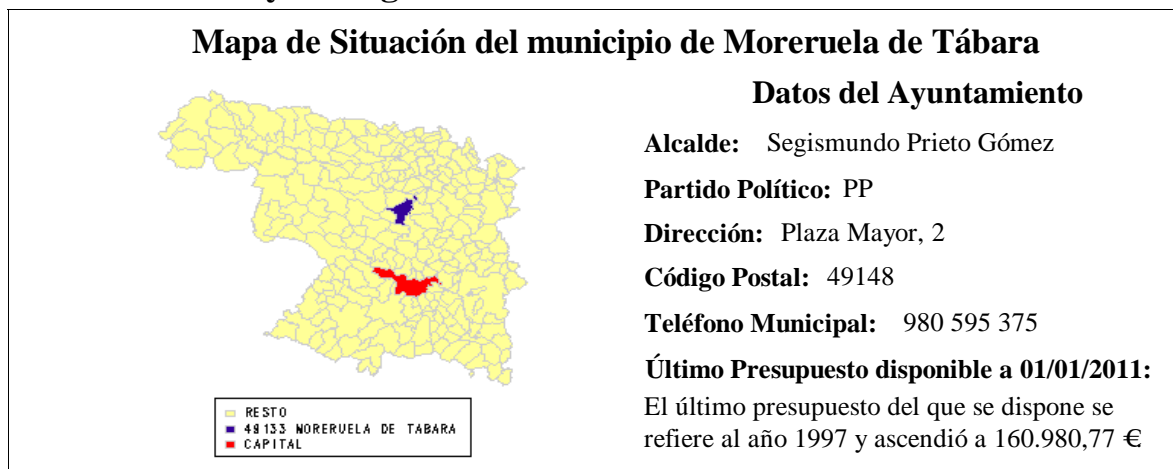 Mapa de Situación del municipio de Moreruela de Tábara
Datos del Ayuntamiento
Alcalde: Segismundo Prieto Gómez
Partido Político: PP
Dirección: Plaza Mayor, 2
Código Postal: 49148
Teléfono Municipal: 980 595 375
Último Presupuesto disponible a 01/01/2011:
El último presupuesto del que se dispone se
refiere al año 1997 y ascendió a 160.980,77 €
RESTO
49133 MORERUELA DE TABARA
CAPITAL